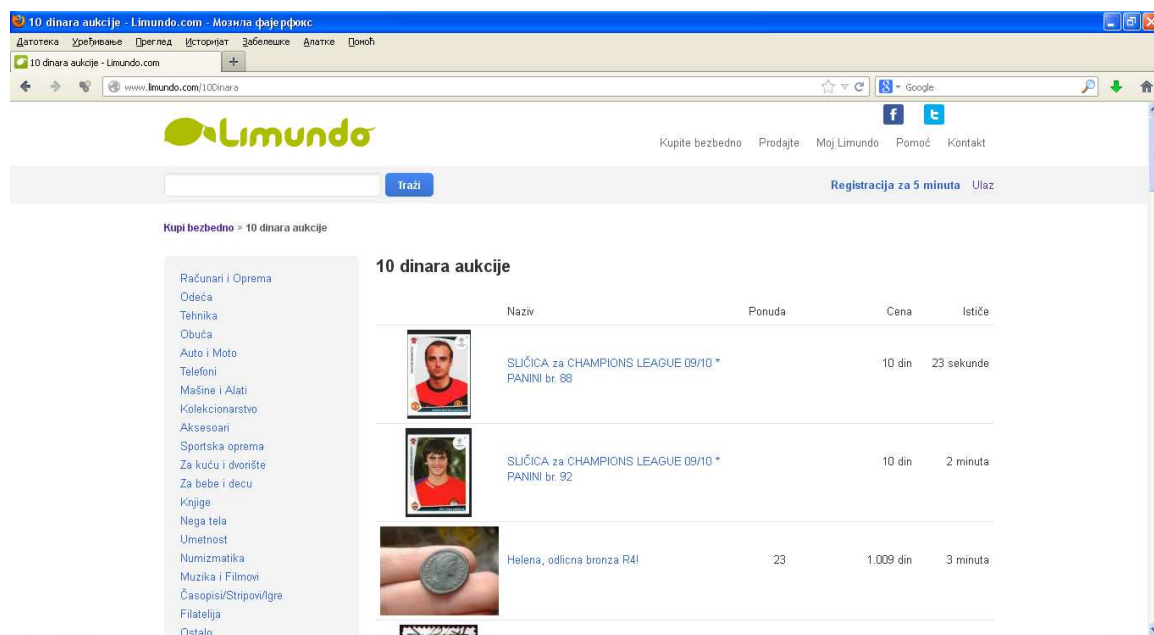 10 dinara aukcije - Limundo.com - Мозила фајерфокс
Датотека Уређивање Преглед Историјат Забелешке Алатке Помоћ
10 dinara aukcije - Limundo.com +
www.limundo.com/10Dinara Google
Limundo
Kupite bezbedno Prodajte Moj Limundo Pomoć Kontakt
Traži Registracija za 5 minuta Ulaz
Kupi bezbedno > 10 dinara aukcije
Računari i Oprema
Odeća
Tehnika
Obuća
Auto i Moto
Telefoni
Mašine i Alati
Kolekcionarstvo
Aksesoari
Sportska oprema
Za kuću i dvorište
Za bebe i decu
Knjige
Nega tela
Umetnost
Numizmatika
Muzika i Filmovi
Časopisi/Stripovi/Igre
Filatelija
Ostalo
10 dinara aukcije
Naziv Ponuda Cena Ističe
SLIČICA za CHAMPIONS LEAGUE 09/10 * 10 din 23 sekunde
PANINI br. 88
SLIČICA za CHAMPIONS LEAGUE 09/10 * 10 din 2 minuta
PANINI br. 92
Helena, odlicna bronza R4! 23 1.009 din 3 minuta